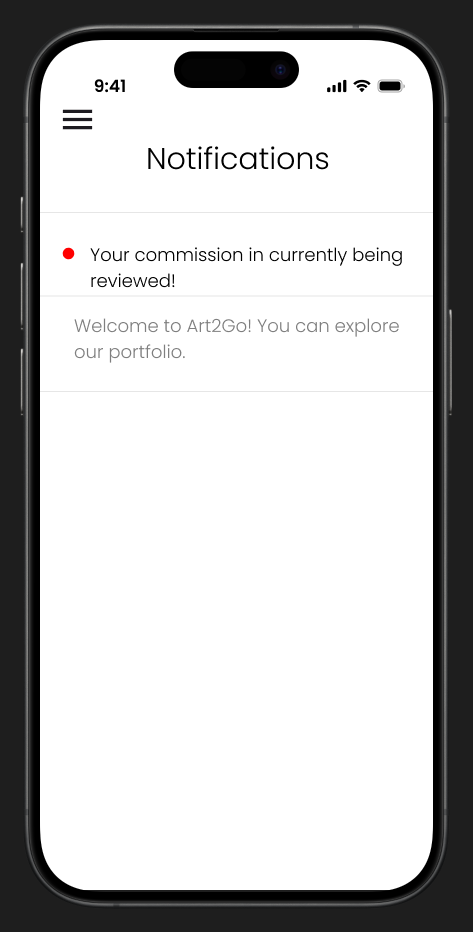 9:41
Notifications
Your commission in currently being
reviewed!
Welcome to Art2Go! You can explore
our portfolio.